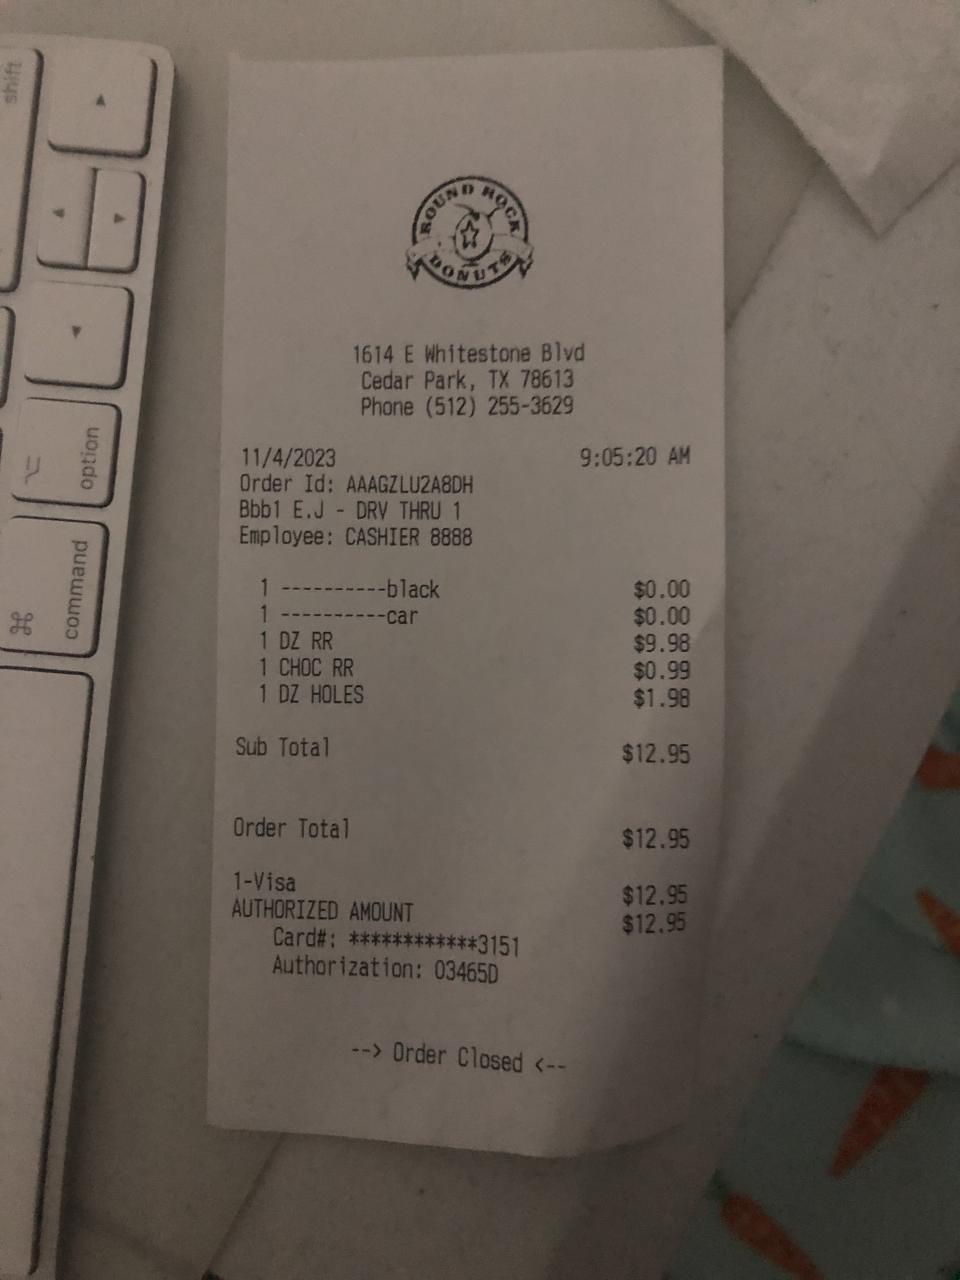 shift
option
command
ROUND ROCK
DONUTS
1614 E Whitestone Blvd
Cedar Park, TX 78613
Phone (512) 255-3629
11/4/2023 9:05:20 AM
Order Id: AAAGZLU2A8DH
Bbb1 E.J - DRV THRU 1
Employee: CASHIER 8888
1 ----------black $0.00
1 ----------car $0.00
1 DZ RR $9.98
1 CHOC RR $0.99
1 DZ HOLES $1.98
Sub Total $12.95
Order Total $12.95
1-Visa $12.95
AUTHORIZED AMOUNT $12.95
Card#: ************3151
Authorization: 03465D
--> Order Closed <--